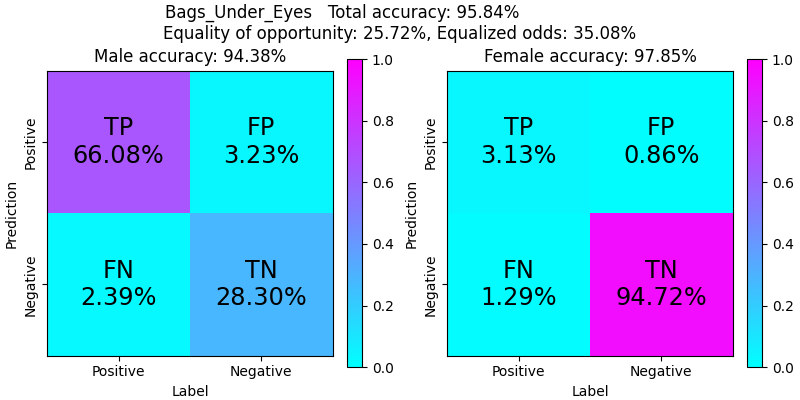 Bags_Under_Eyes   Total accuracy: 95.84%
Equality of opportunity: 25.72%, Equalized odds: 35.08%
Male accuracy: 94.38%
Prediction
Positive
Negative
TP
66.08%
FP
3.23%
FN
2.39%
TN
28.30%
Positive
Negative
Label
1.0
0.8
0.6
0.4
0.2
0.0
Female accuracy: 97.85%
Prediction
Positive
Negative
TP
3.13%
FP
0.86%
FN
1.29%
TN
94.72%
Positive
Negative
Label
1.0
0.8
0.6
0.4
0.2
0.0